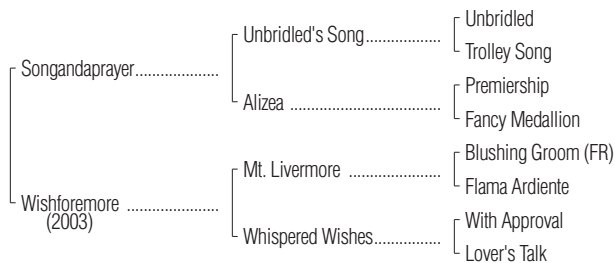 Unbridled
Unbridled's Song..................
Trolley Song
Songandaprayer....................
Premiership
Alizea ....................................
Fancy Medallion
Blushing Groom (FR)
Mt. Livermore .........................
Flama Ardiente
Wishforemore ......................
(2003)
With Approval
Whispered Wishes................
Lover's Talk